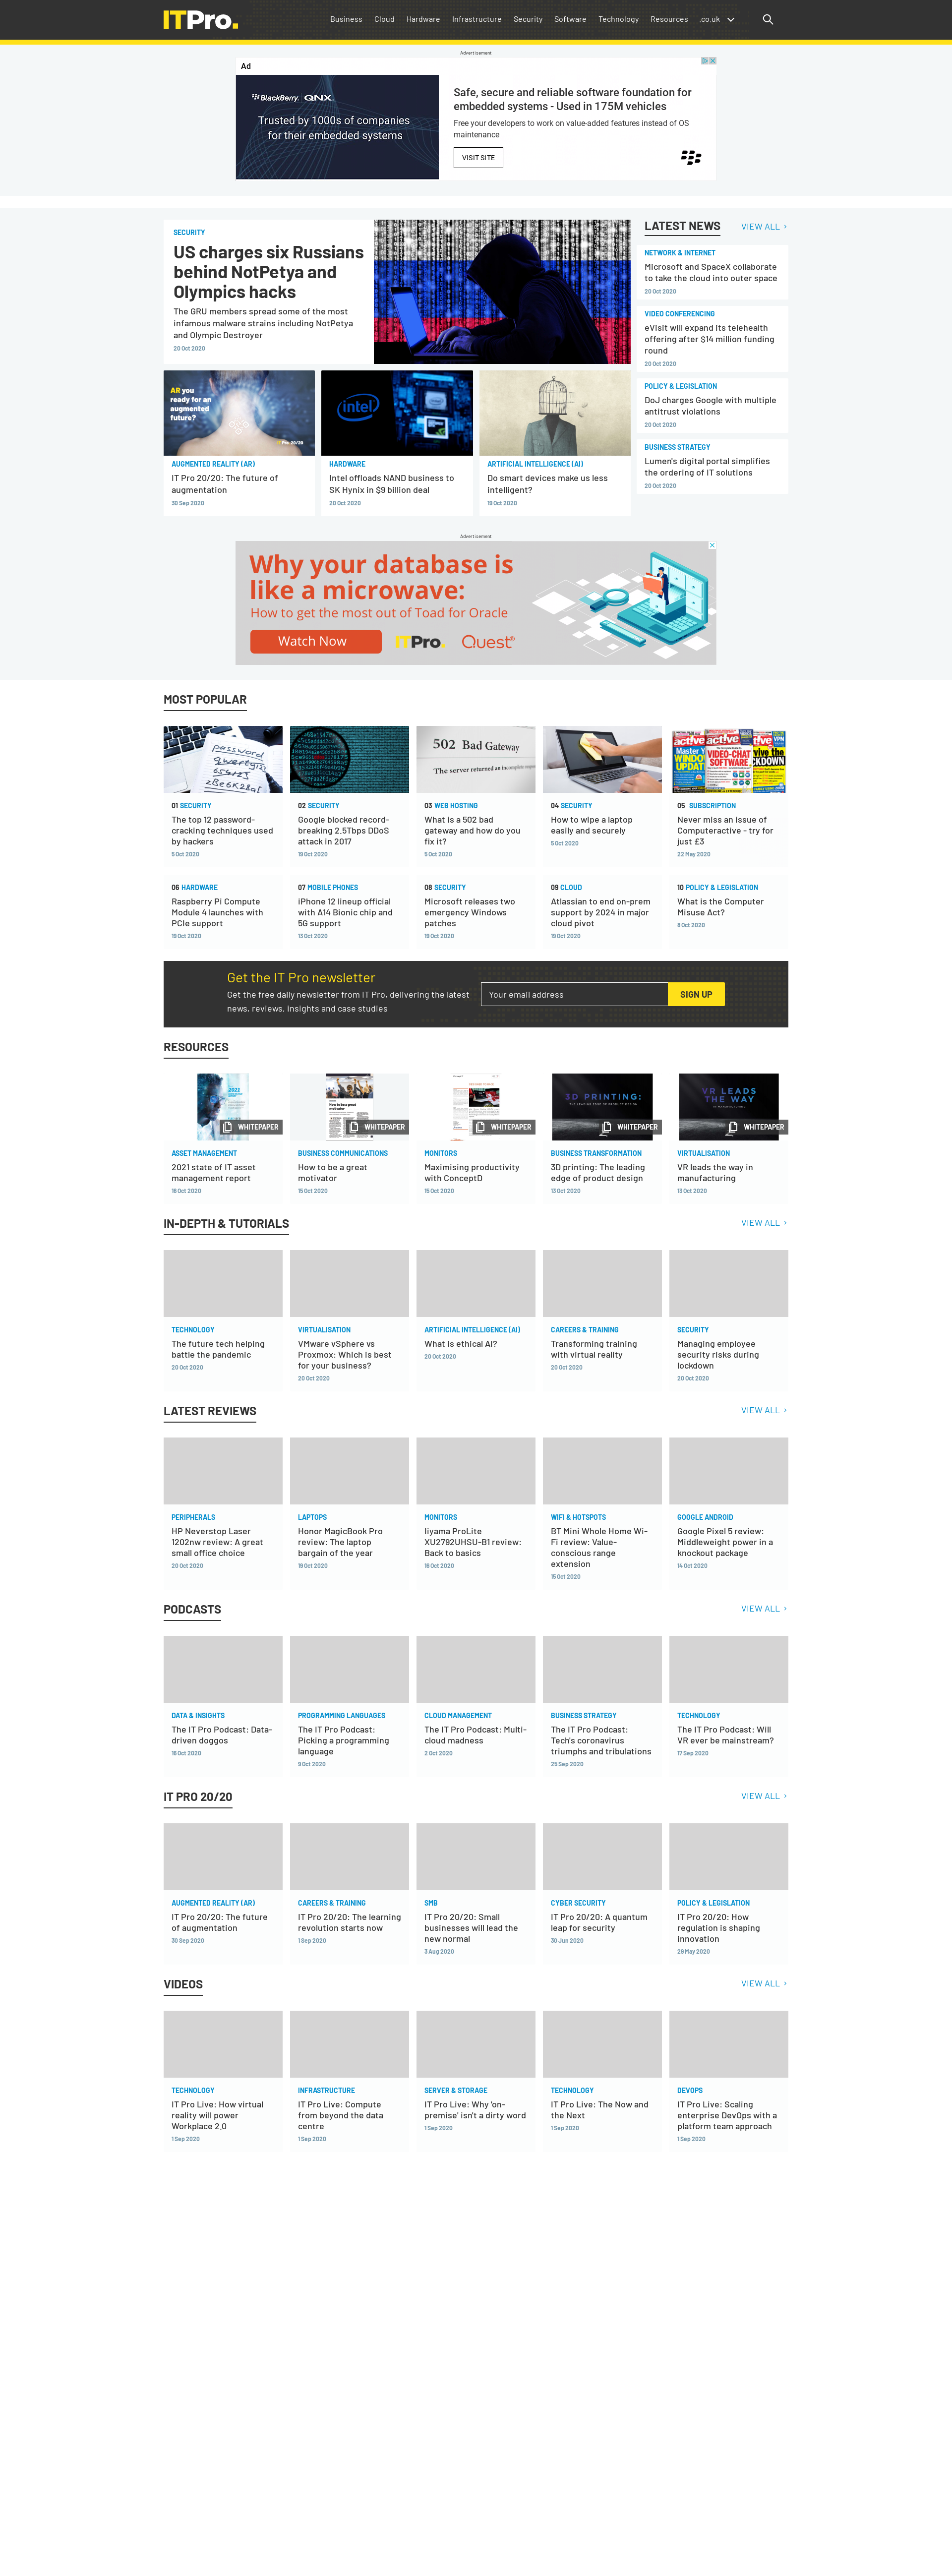 ITPro.
Business Cloud Hardware Infrastructure Security Software Technology Resources .co.uk
Advertisement
Ad
BlackBerry QNX
Trusted by 1000s of companies
for their embedded systems
Safe, secure and reliable software foundation for
embedded systems - Used in 175M vehicles
Free your developers to work on value-added features instead of OS
maintenance
VISIT SITE
SECURITY
US charges six Russians
behind NotPetya and
Olympics hacks
The GRU members spread some of the most
infamous malware strains including NotPetya
and Olympic Destroyer
20 Oct 2020
AR you
ready for an
augmented
future?
intel
AUGMENTED REALITY (AR)
IT Pro 20/20: The future of
augmentation
30 Sep 2020
HARDWARE
Intel offloads NAND business to
SK Hynix in $9 billion deal
20 Oct 2020
ARTIFICIAL INTELLIGENCE (AI)
Do smart devices make us less
intelligent?
19 Oct 2020
LATEST NEWS
VIEW ALL
NETWORK & INTERNET
Microsoft and SpaceX collaborate
to take the cloud into outer space
20 Oct 2020
VIDEO CONFERENCING
eVisit will expand its telehealth
offering after $14 million funding
round
20 Oct 2020
POLICY & LEGISLATION
DoJ charges Google with multiple
antitrust violations
20 Oct 2020
BUSINESS STRATEGY
Lumen's digital portal simplifies
the ordering of IT solutions
20 Oct 2020
Advertisement
Why your database is
like a microwave:
How to get the most out of Toad for Oracle
Watch Now
ITPro.
Quest
MOST POPULAR
password
502 Bad Gateway
The server returned an incomplete
active
VIDEO-CHAT
SOFTWARE
01 SECURITY
The top 12 password-
cracking techniques used
by hackers
5 Oct 2020
02 SECURITY
Google blocked record-
breaking 2.5Tbps DDoS
attack in 2017
19 Oct 2020
03 WEB HOSTING
What is a 502 bad
gateway and how do you
fix it?
5 Oct 2020
04 SECURITY
How to wipe a laptop
easily and securely
5 Oct 2020
05 SUBSCRIPTION
Never miss an issue of
Computeractive - try for
just £3
22 May 2020
06 HARDWARE
Raspberry Pi Compute
Module 4 launches with
PCIe support
19 Oct 2020
07 MOBILE PHONES
iPhone 12 lineup official
with A14 Bionic chip and
5G support
13 Oct 2020
08 SECURITY
Microsoft releases two
emergency Windows
patches
19 Oct 2020
09 CLOUD
Atlassian to end on-prem
support by 2024 in major
cloud pivot
19 Oct 2020
10 POLICY & LEGISLATION
What is the Computer
Misuse Act?
9 Oct 2020
Get the IT Pro newsletter
Get the free daily newsletter from IT Pro, delivering the latest
news, reviews, insights and case studies
Your email address
SIGN UP
RESOURCES
WHITEPAPER
WHITEPAPER
WHITEPAPER
3D PRINTING:
WHITEPAPER
VR LEADS
THE WAY
WHITEPAPER
ASSET MANAGEMENT
2021 state of IT asset
management report
16 Oct 2020
BUSINESS COMMUNICATIONS
How to be a great
motivator
15 Oct 2020
MONITORS
Maximising productivity
with ConceptD
15 Oct 2020
BUSINESS TRANSFORMATION
3D printing: The leading
edge of product design
13 Oct 2020
VIRTUALISATION
VR leads the way in
manufacturing
13 Oct 2020
IN-DEPTH & TUTORIALS
VIEW ALL
TECHNOLOGY
The future tech helping
battle the pandemic
20 Oct 2020
VIRTUALISATION
VMware vSphere vs
Proxmox: Which is best
for your business?
20 Oct 2020
ARTIFICIAL INTELLIGENCE (AI)
What is ethical AI?
20 Oct 2020
CAREERS & TRAINING
Transforming training
with virtual reality
20 Oct 2020
SECURITY
Managing employee
security risks during
lockdown
20 Oct 2020
LATEST REVIEWS
VIEW ALL
PERIPHERALS
HP Neverstop Laser
1202nw review: A great
small office choice
20 Oct 2020
LAPTOPS
Honor MagicBook Pro
review: The laptop
bargain of the year
19 Oct 2020
MONITORS
Iiyama ProLite
XU2792UHSU-B1 review:
Back to basics
16 Oct 2020
WIFI & HOTSPOTS
BT Mini Whole Home Wi-
Fi review: Value-
conscious range
extension
15 Oct 2020
GOOGLE ANDROID
Google Pixel 5 review:
Middleweight power in a
knockout package
14 Oct 2020
PODCASTS
VIEW ALL
DATA & INSIGHTS
The IT Pro Podcast: Data-
driven doggos
16 Oct 2020
PROGRAMMING LANGUAGES
The IT Pro Podcast:
Picking a programming
language
9 Oct 2020
CLOUD MANAGEMENT
The IT Pro Podcast: Multi-
cloud madness
2 Oct 2020
BUSINESS STRATEGY
The IT Pro Podcast:
Tech's coronavirus
triumphs and tribulations
25 Sep 2020
TECHNOLOGY
The IT Pro Podcast: Will
VR ever be mainstream?
17 Sep 2020
IT PRO 20/20
VIEW ALL
AUGMENTED REALITY (AR)
IT Pro 20/20: The future
of augmentation
30 Sep 2020
CAREERS & TRAINING
IT Pro 20/20: The learning
revolution starts now
1 Sep 2020
SMB
IT Pro 20/20: Small
businesses will lead the
new normal
3 Aug 2020
CYBER SECURITY
IT Pro 20/20: A quantum
leap for security
30 Jun 2020
POLICY & LEGISLATION
IT Pro 20/20: How
regulation is shaping
innovation
29 May 2020
VIDEOS
VIEW ALL
TECHNOLOGY
IT Pro Live: How virtual
reality will power
Workplace 2.0
1 Sep 2020
INFRASTRUCTURE
IT Pro Live: Compute
from beyond the data
centre
1 Sep 2020
SERVER & STORAGE
IT Pro Live: Why 'on-
premise' isn't a dirty word
1 Sep 2020
TECHNOLOGY
IT Pro Live: The Now and
the Next
1 Sep 2020
DEVOPS
IT Pro Live: Scaling
enterprise DevOps with a
platform team approach
1 Sep 2020